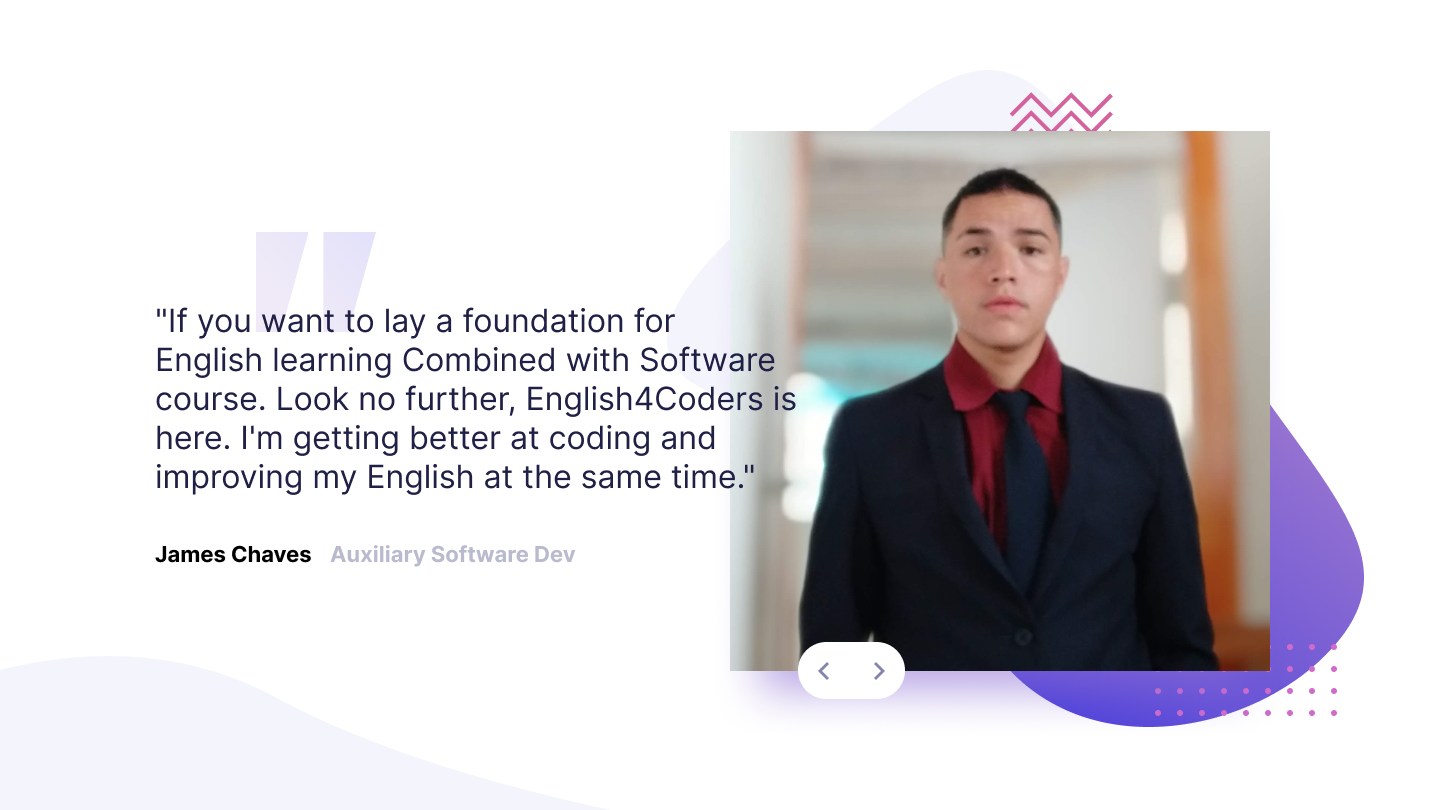 "If you want to lay a foundation for
English learning Combined with Software
course. Look no further, English4Coders is
here. I'm getting better at coding and
improving my English at the same time."
James Chaves Auxiliary Software Dev